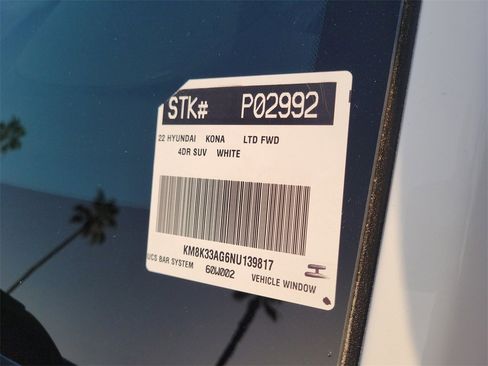 STK# P02992
22 HYUNDAI KONA LTD FWD
4DR SUV WHITE
KM8K33AG6NU139817
UCS BAR SYSTEM 60W002 VEHICLE WINDOW